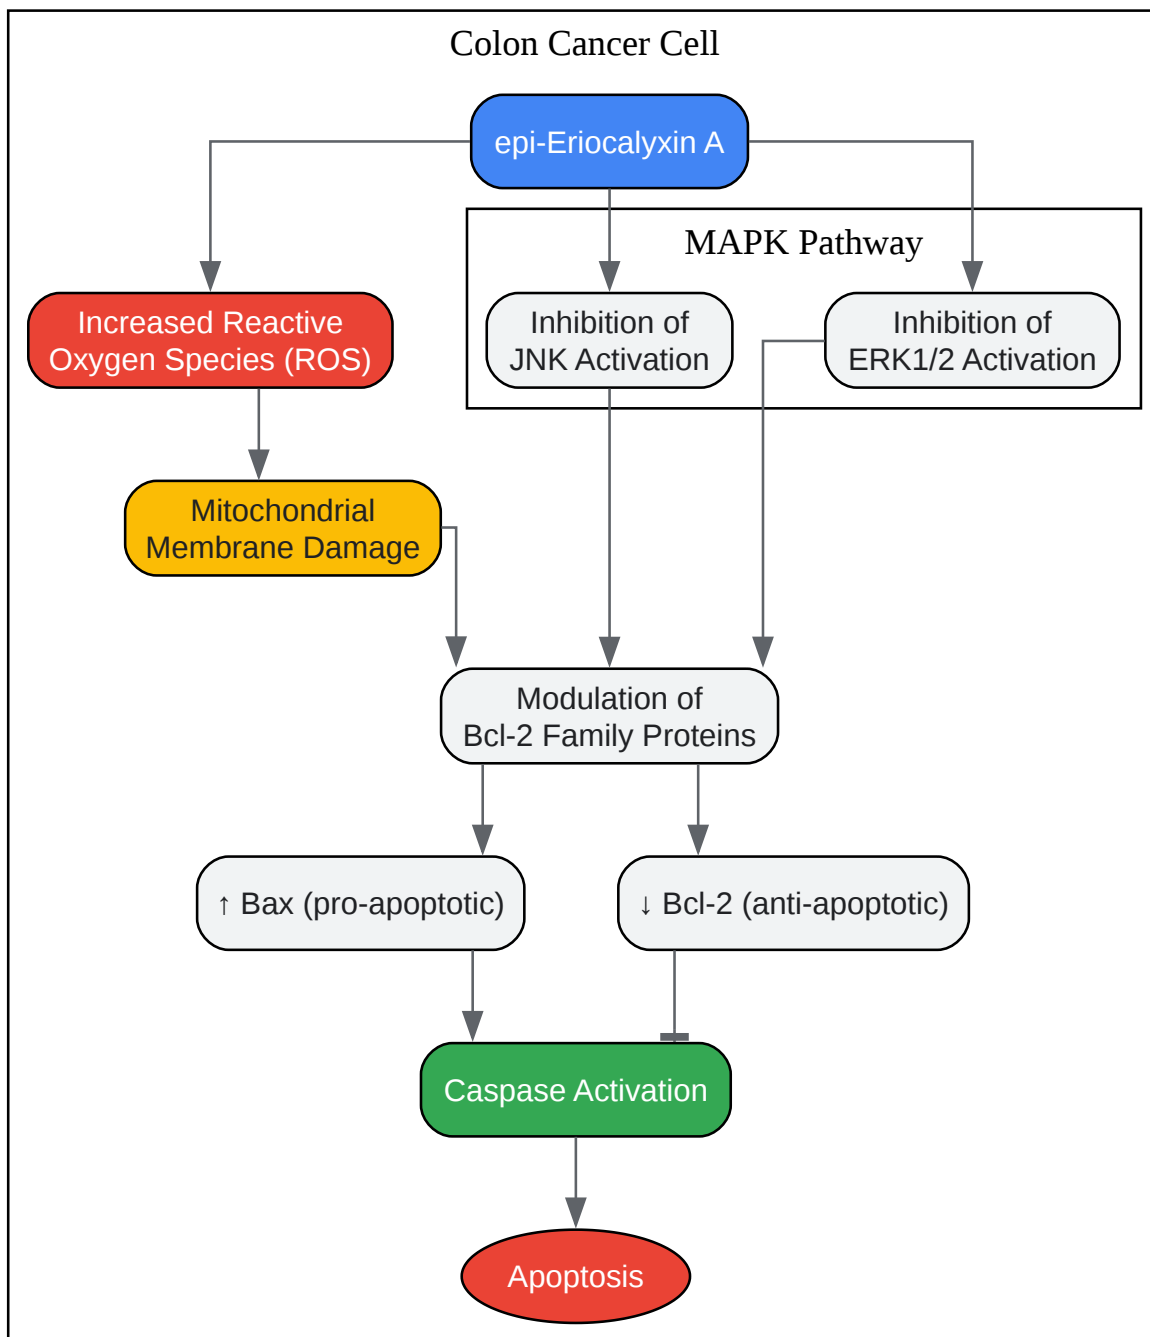 Colon Cancer Cell
epi-Eriocalyxin A
MAPK Pathway
Increased Reactive
Oxygen Species (ROS)
Inhibition of
JNK Activation
Inhibition of
ERK1/2 Activation
Mitochondrial
Membrane Damage
Modulation of
Bcl-2 Family Proteins
↑ Bax (pro-apoptotic)
↓ Bcl-2 (anti-apoptotic)
Caspase Activation
Apoptosis